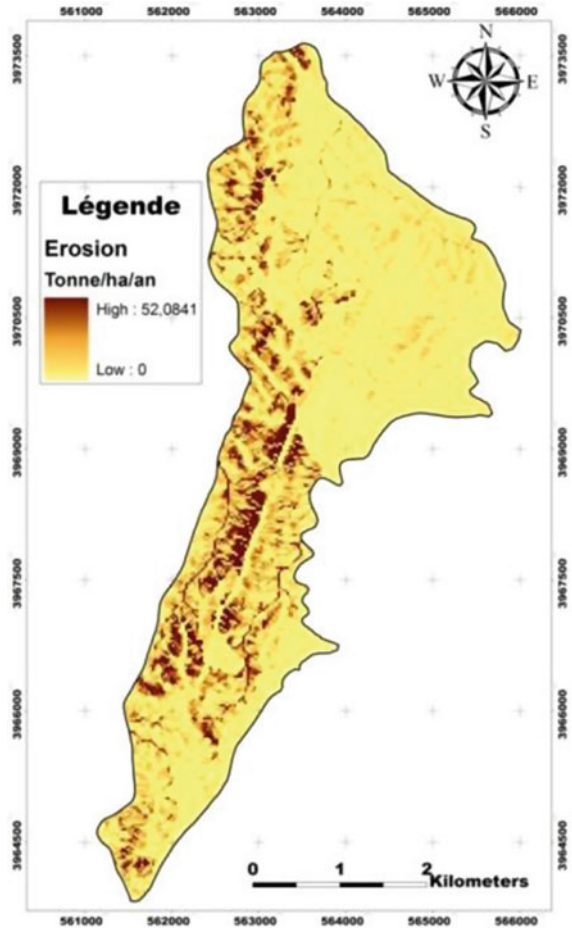 561000 562000 563000 564000 565000 566000
N
W E
S
3973500 3973500
3972000 3972000
Légende
Erosion
Tonne/ha/an
High : 52,0841
Low : 0
3970500 3970500
3969000 3969000
3967500 3967500
3966000 3966000
3964500 3964500
0 1 2
Kilometers
561000 562000 563000 564000 565000 566000